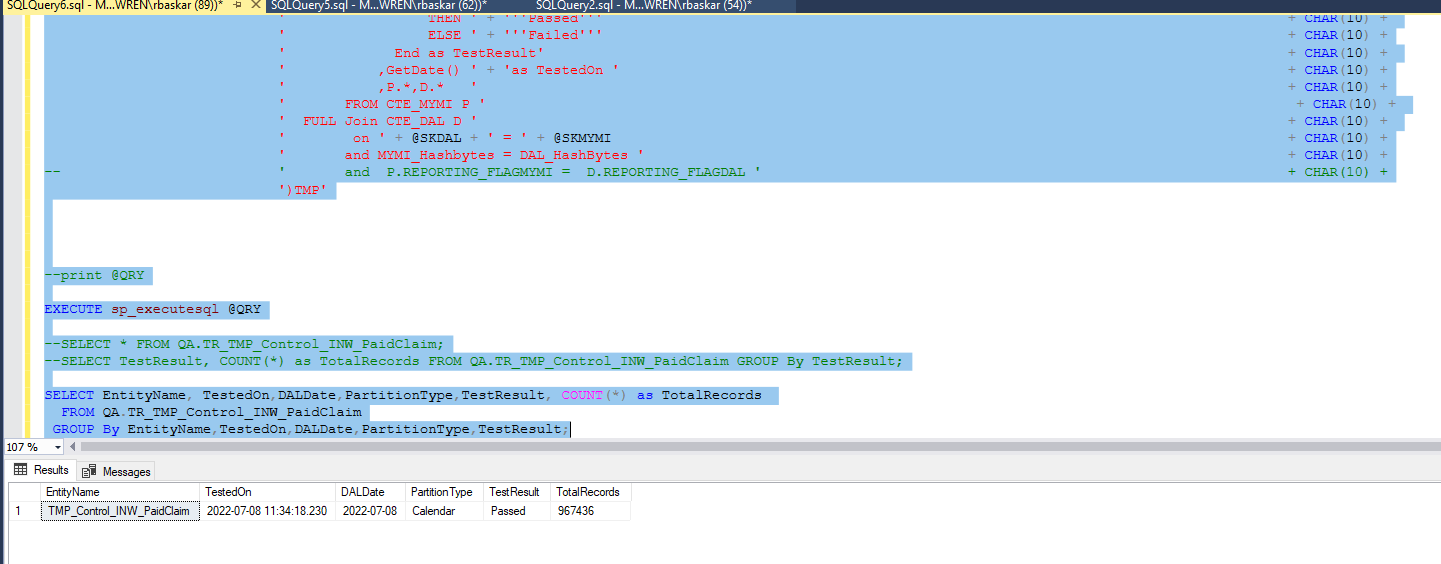 SQLQuery6.sql - M...WREN\rbaskar (89))* SQLQuery5.sql - M...WREN\rbaskar (62))* SQLQuery2.sql - M...WREN\rbaskar (54))*
' THEN ' + '''Passed''' + CHAR(10) +
' ELSE ' + '''Failed''' + CHAR(10) +
' End as TestResult' + CHAR(10) +
' ,GetDate() ' + 'as TestedOn ' + CHAR(10) +
' ,P.*,D.* ' + CHAR(10) +
' FROM CTE_MYMI P ' + CHAR(10) +
' FULL Join CTE_DAL D ' + CHAR(10) +
' on ' + @SKDAL + ' = ' + @SKMYMI + CHAR(10) +
' and MYMI_Hashbytes = DAL_HashBytes ' + CHAR(10) +
-- ' and P.REPORTING_FLAGMYMI = D.REPORTING_FLAGDAL ' + CHAR(10) +
')TMP'
--print @QRY
EXECUTE sp_executesql @QRY
--SELECT * FROM QA.TR_TMP_Control_INW_PaidClaim;
--SELECT TestResult, COUNT(*) as TotalRecords FROM QA.TR_TMP_Control_INW_PaidClaim GROUP By TestResult;
SELECT EntityName, TestedOn,DALDate,PartitionType,TestResult, COUNT(*) as TotalRecords
FROM QA.TR_TMP_Control_INW_PaidClaim
GROUP By EntityName,TestedOn,DALDate,PartitionType,TestResult;
107 %
Results Messages
EntityName TestedOn DALDate PartitionType TestResult TotalRecords
1 TMP_Control_INW_PaidClaim 2022-07-08 11:34:18.230 2022-07-08 Calendar Passed 967436